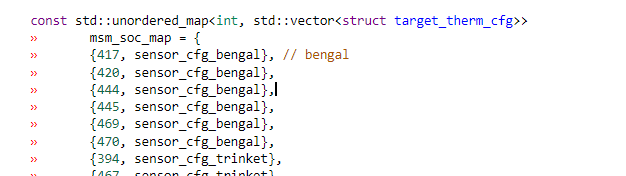 const std::unordered_map<int, std::vector<struct target_therm_cfg>>
» msm_soc_map = {
» {417, sensor_cfg_bengal}, // bengal
» {420, sensor_cfg_bengal},
» {444, sensor_cfg_bengal},
» {445, sensor_cfg_bengal},
» {469, sensor_cfg_bengal},
» {470, sensor_cfg_bengal},
» {394, sensor_cfg_trinket},
» {467, sensor_cfg_trinket}